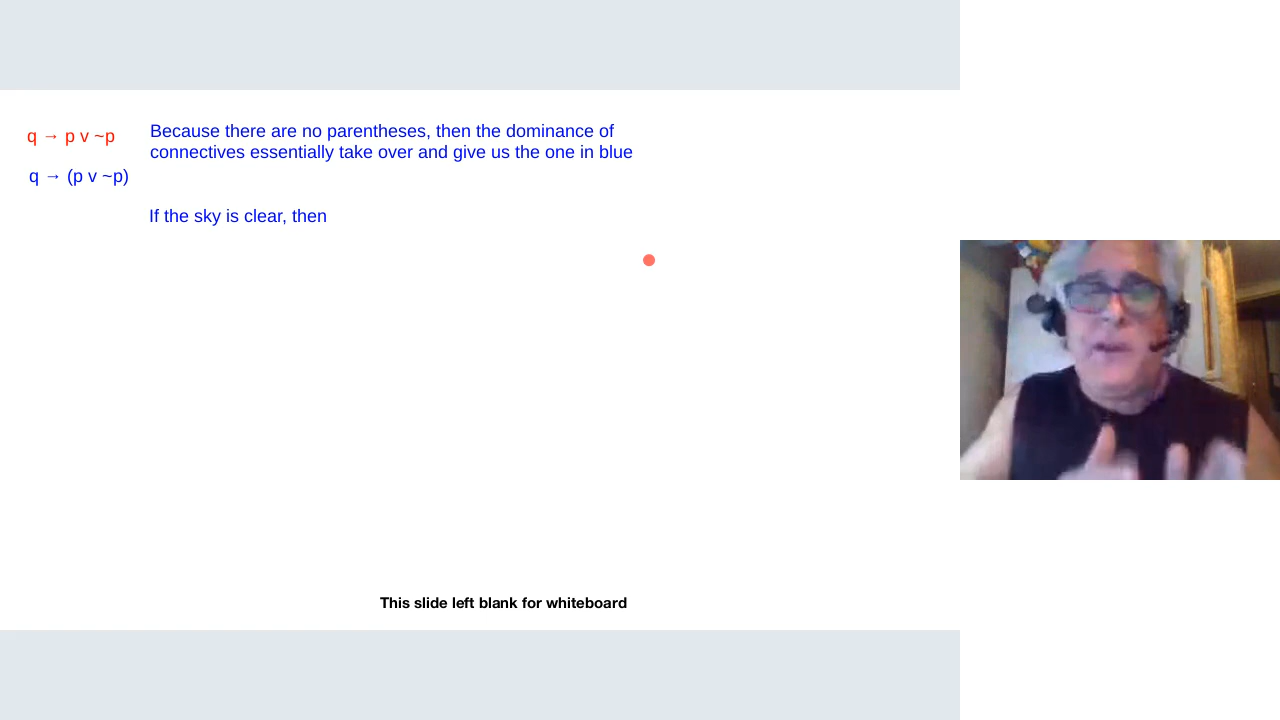 q → p v ~p
Because there are no parentheses, then the dominance of
connectives essentially take over and give us the one in blue
q → (p v ~p)
If the sky is clear, then
This slide left blank for whiteboard